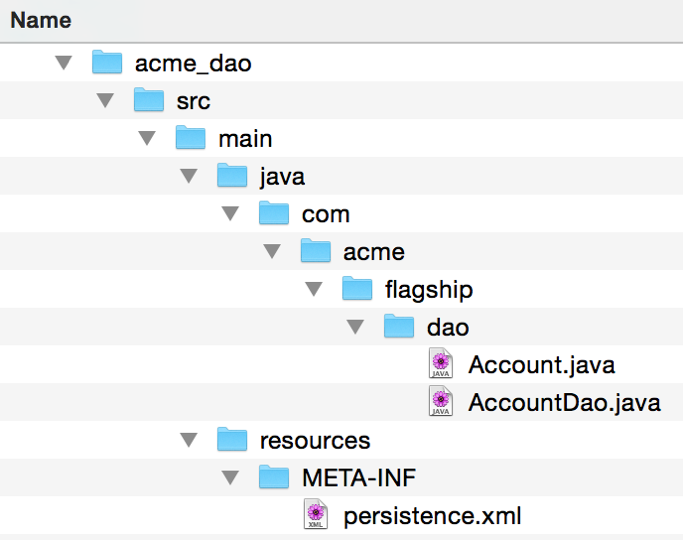 Name
acme_dao
src
main
java
com
acme
flagship
dao
JAVA Account.java
JAVA AccountDao.java
resources
META-INF
XML persistence.xml